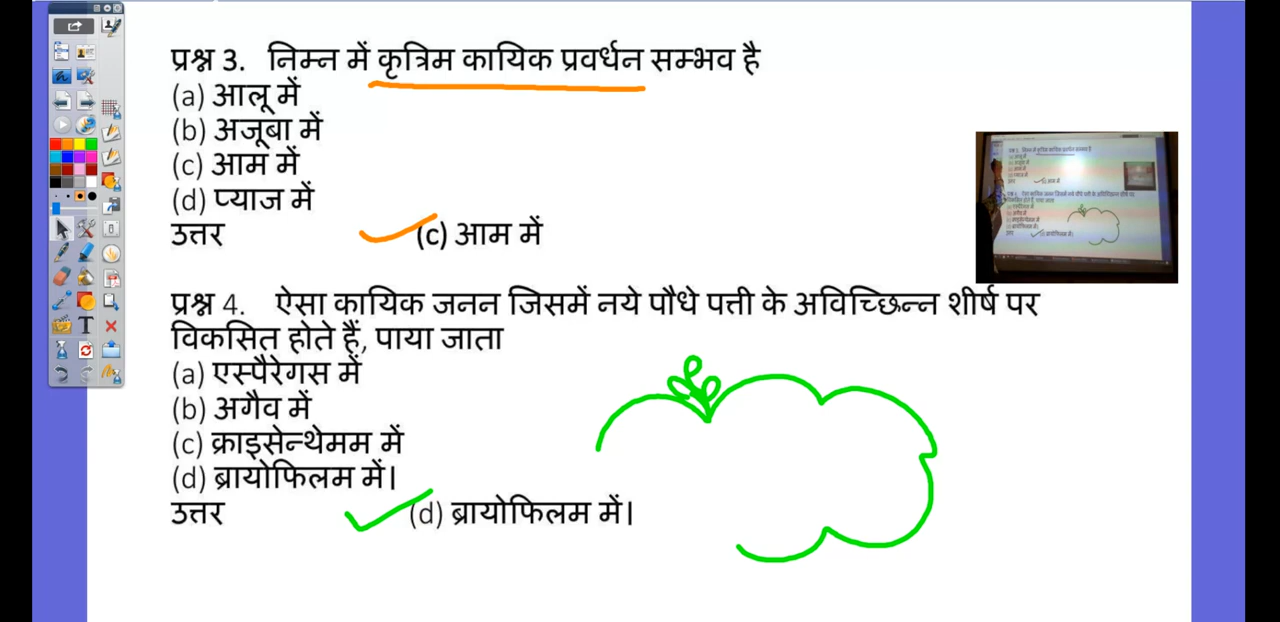 प्रश्न 3. निम्न में कृत्रिम कायिक प्रवर्धन सम्भव है
(a) आलू में
(b) अजूबा में
(c) आम में
(d) प्याज में
उत्तर (c) आम में
प्रश्न 4. ऐसा कायिक जनन जिसमें नये पौधे पत्ती के अविच्छिन्न शीर्ष पर
विकसित होते हैं, पाया जाता
(a) एस्पैरेगस में
(b) अगैव में
(c) क्राइसेन्थेमम में
(d) ब्रायोफिलम में।
उत्तर (d) ब्रायोफिलम में।